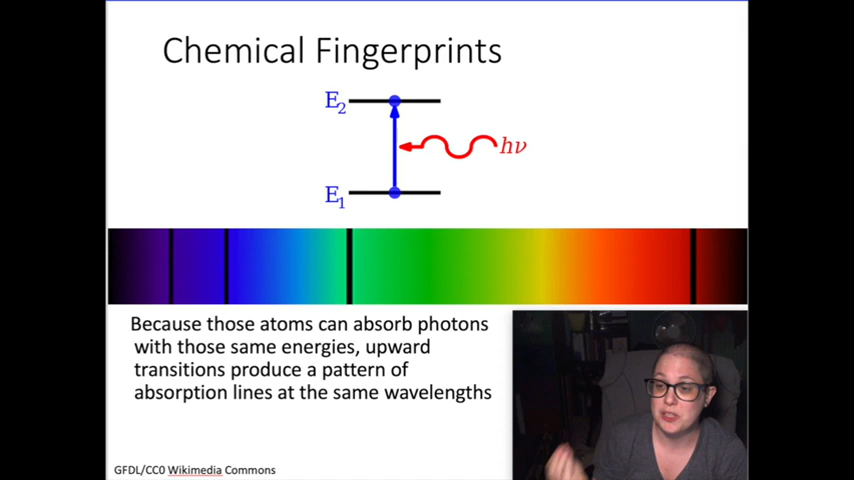 Chemical Fingerprints
E2
hν
E1
Because those atoms can absorb photons
with those same energies, upward
transitions produce a pattern of
absorption lines at the same wavelengths
GFDL/CC0 Wikimedia Commons